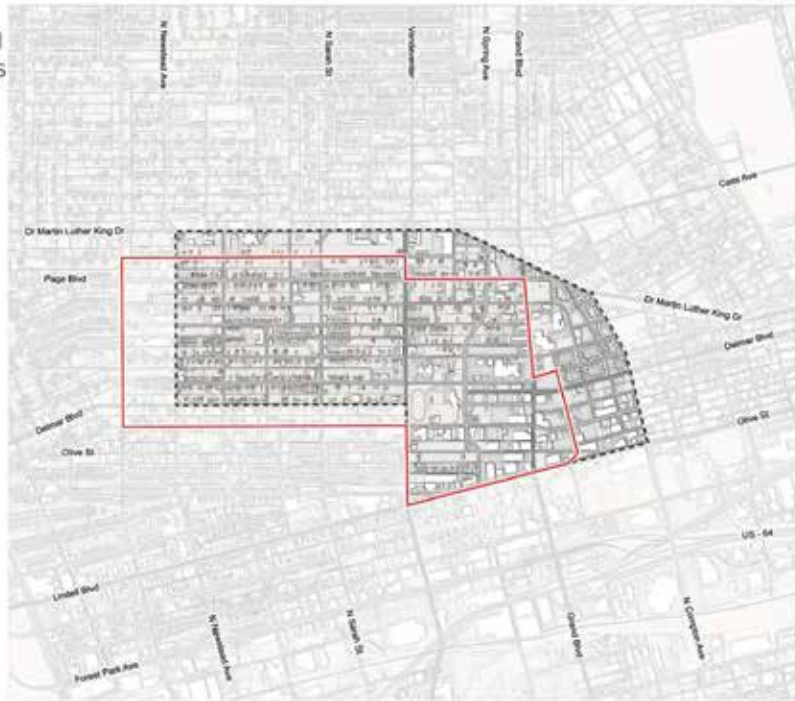 N Newstead Ave
N Sarah St
Vandeventer
N Spring Ave
Grand Blvd
Cass Ave
Dr Martin Luther King Dr
Page Blvd
Dr Martin Luther King Dr
Delmar Blvd
Delmar Blvd
Olive St
Olive St
US - 64
Lindell Blvd
N Newstead Ave
N Sarah St
Grand Blvd
N Compton Ave
Forest Park Ave